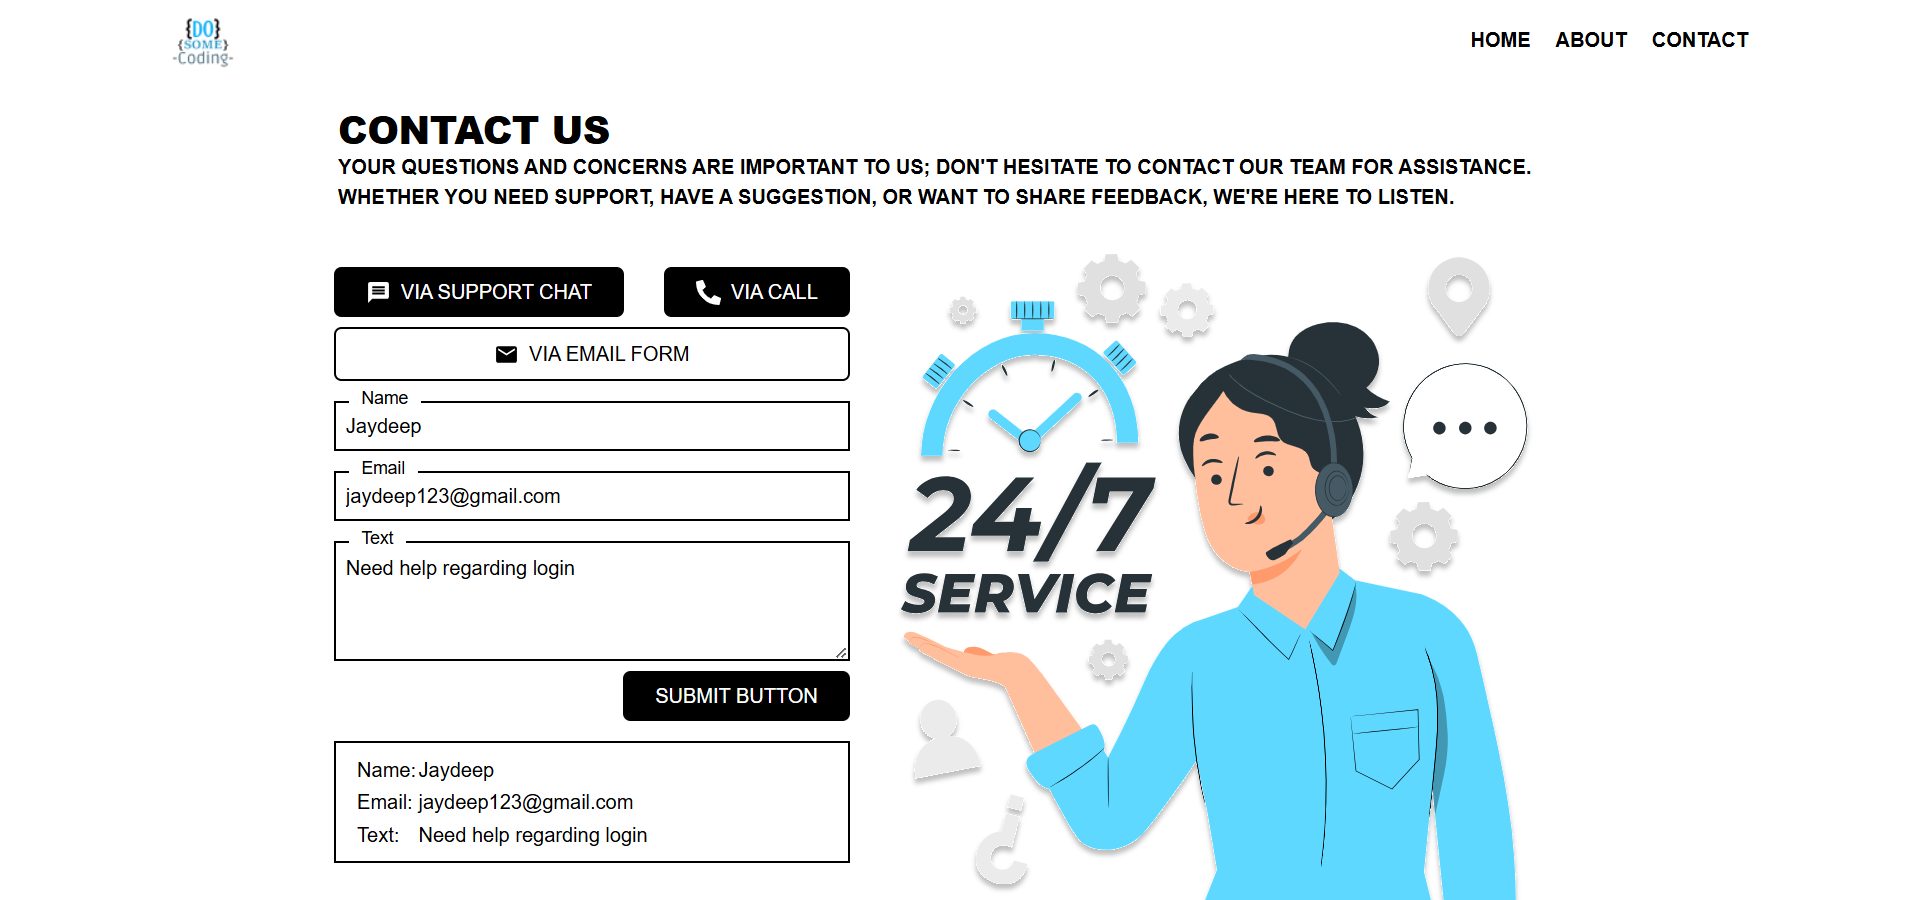 {DO}
{SOME}
-Coding-
HOME ABOUT CONTACT
CONTACT US
YOUR QUESTIONS AND CONCERNS ARE IMPORTANT TO US; DON'T HESITATE TO CONTACT OUR TEAM FOR ASSISTANCE.
WHETHER YOU NEED SUPPORT, HAVE A SUGGESTION, OR WANT TO SHARE FEEDBACK, WE'RE HERE TO LISTEN.
VIA SUPPORT CHAT
VIA CALL
VIA EMAIL FORM
Name
Jaydeep
Email
jaydeep123@gmail.com
Text
Need help regarding login
SUBMIT BUTTON
Name: Jaydeep
Email: jaydeep123@gmail.com
Text: Need help regarding login
24/7
SERVICE